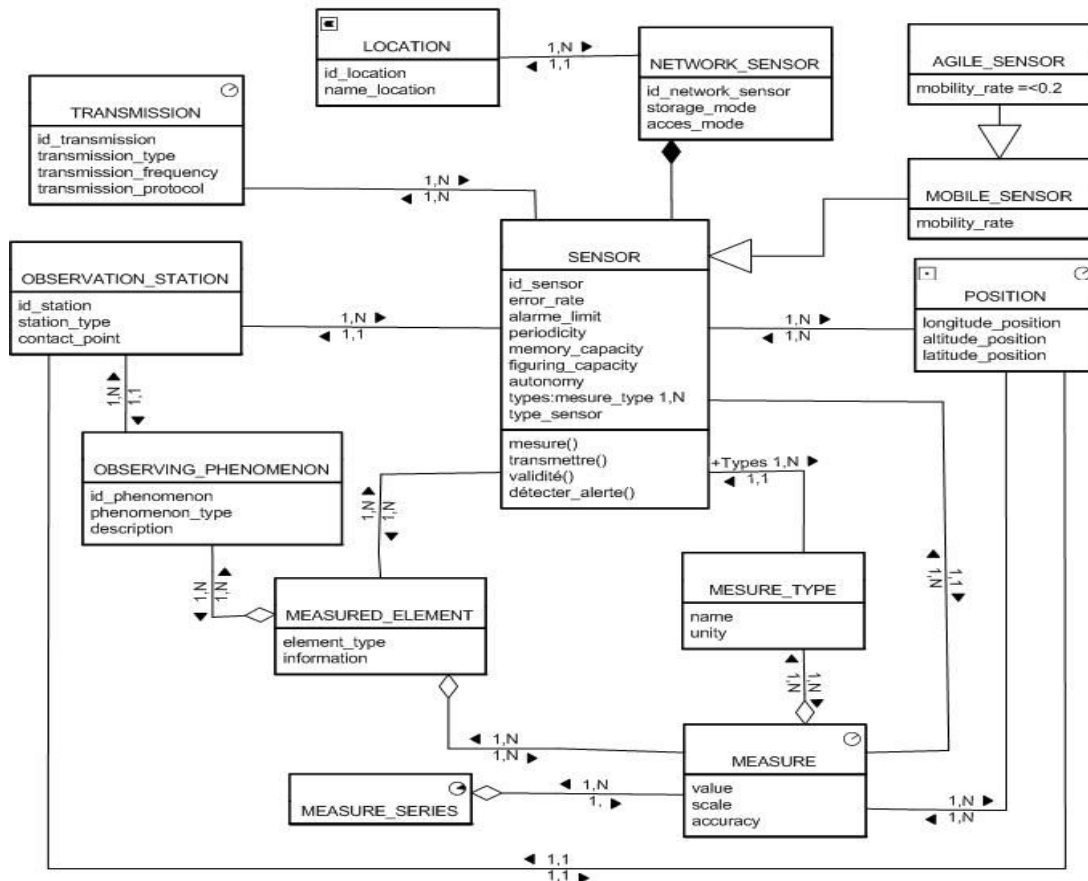 LOCATION
id_location
name_location
1,N
1,1
NETWORK_SENSOR
id_network_sensor
storage_mode
acces_mode
AGILE_SENSOR
mobility_rate =<0.2
TRANSMISSION
id_transmission
transmission_type
transmission_frequency
transmission_protocol
1,N
1,N
MOBILE_SENSOR
mobility_rate
SENSOR
id_sensor
error_rate
alarme_limit
periodicity
memory_capacity
figuring_capacity
autonomy
types:mesure_type 1,N
type_sensor
mesure()
transmettre()
validité()
détecter_alerte()
OBSERVATION_STATION
id_station
station_type
contact_point
1,N
1,1
POSITION
longitude_position
altitude_position
latitude_position
1,N
1,N
1,N
1,1
OBSERVING_PHENOMENON
id_phenomenon
phenomenon_type
description
1,N
1,N
+Types 1,N
1,1
1,1
1,N
1,N
1,N
MEASURED_ELEMENT
element_type
information
MESURE_TYPE
name
unity
1,N
1,N
1,N
1,N
MEASURE
value
scale
accuracy
MEASURE_SERIES
1,N
1,
1,N
1,N
1,1
1,1